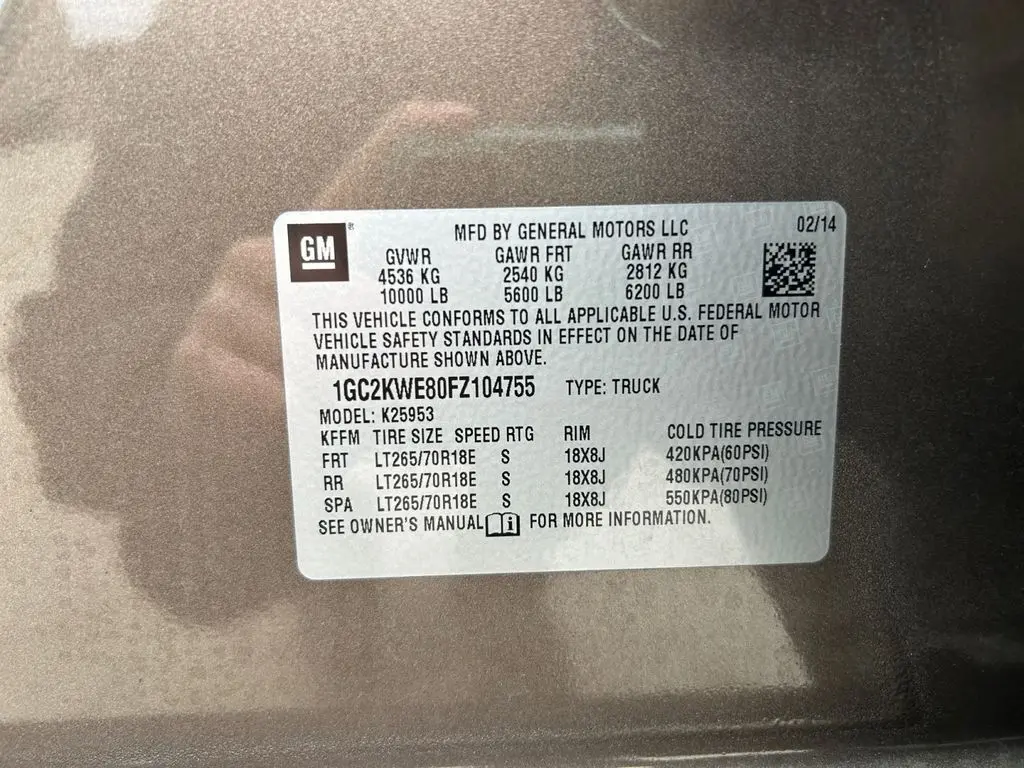 GM®
MFD BY GENERAL MOTORS LLC 02/14
GVWR GAWR FRT GAWR RR
4536 KG 2540 KG 2812 KG
10000 LB 5600 LB 6200 LB
THIS VEHICLE CONFORMS TO ALL APPLICABLE U.S. FEDERAL MOTOR
VEHICLE SAFETY STANDARDS IN EFFECT ON THE DATE OF
MANUFACTURE SHOWN ABOVE.
1GC2KWE80FZ104755 TYPE: TRUCK
MODEL: K25953
KFFM TIRE SIZE SPEED RTG RIM COLD TIRE PRESSURE
FRT LT265/70R18E S 18X8J 420KPA(60PSI)
RR LT265/70R18E S 18X8J 480KPA(70PSI)
SPA LT265/70R18E S 18X8J 550KPA(80PSI)
SEE OWNER'S MANUAL i FOR MORE INFORMATION.